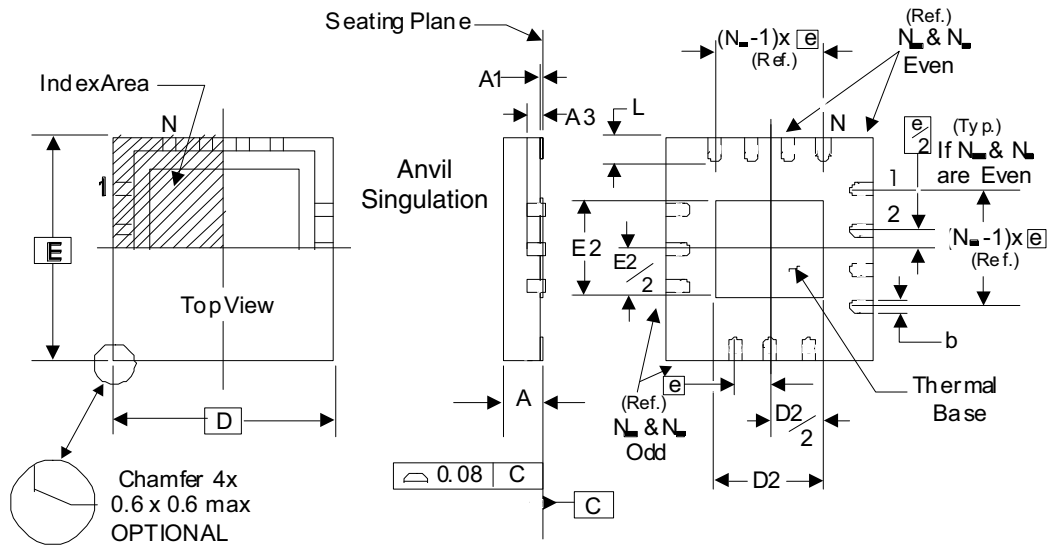 Seating Plane
(N -1)x e
(Ref.)
(Ref.)
N & N
Even
A1
A3
L
Index Area
N
N
1
E
Top View
Anvil
Singulation
e/2
(Typ.)
If N & N
are Even
1
2
(N -1)x e
(Ref.)
E2
E2/2
b
Thermal
Base
A
D
(Ref.)
N & N
Odd
e
D2/2
D2
0.08 C
C
Chamfer 4x
0.6 x 0.6 max
OPTIONAL